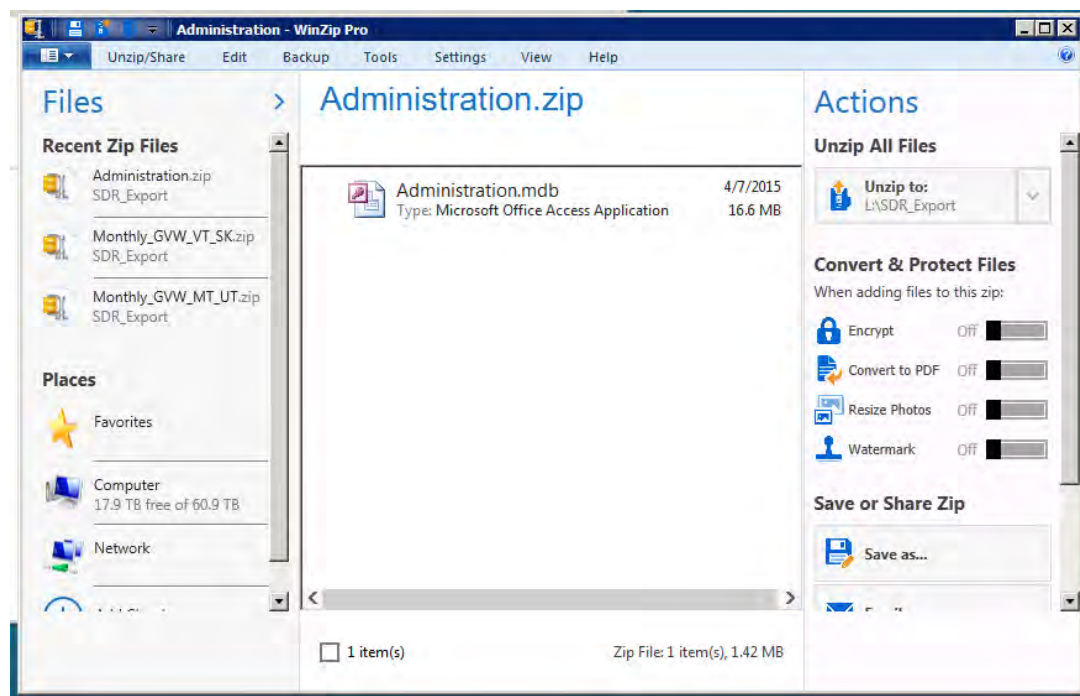 Administration - WinZip Pro
Unzip/Share Edit Backup Tools Settings View Help
Files
Recent Zip Files
Administration.zip
SDR_Export
Monthly_GVW_VT_SK.zip
SDR_Export
Monthly_GVW_MT_UT.zip
SDR_Export
Places
Favorites
Computer
17.9 TB free of 60.9 TB
Network
Administration.zip
Administration.mdb 4/7/2015
Type: Microsoft Office Access Application 16.6 MB
1 item(s) Zip File: 1 item(s), 1.42 MB
Actions
Unzip All Files
Unzip to:
L:\SDR_Export
Convert & Protect Files
When adding files to this zip:
Encrypt Off
Convert to PDF Off
Resize Photos Off
Watermark Off
Save or Share Zip
Save as...